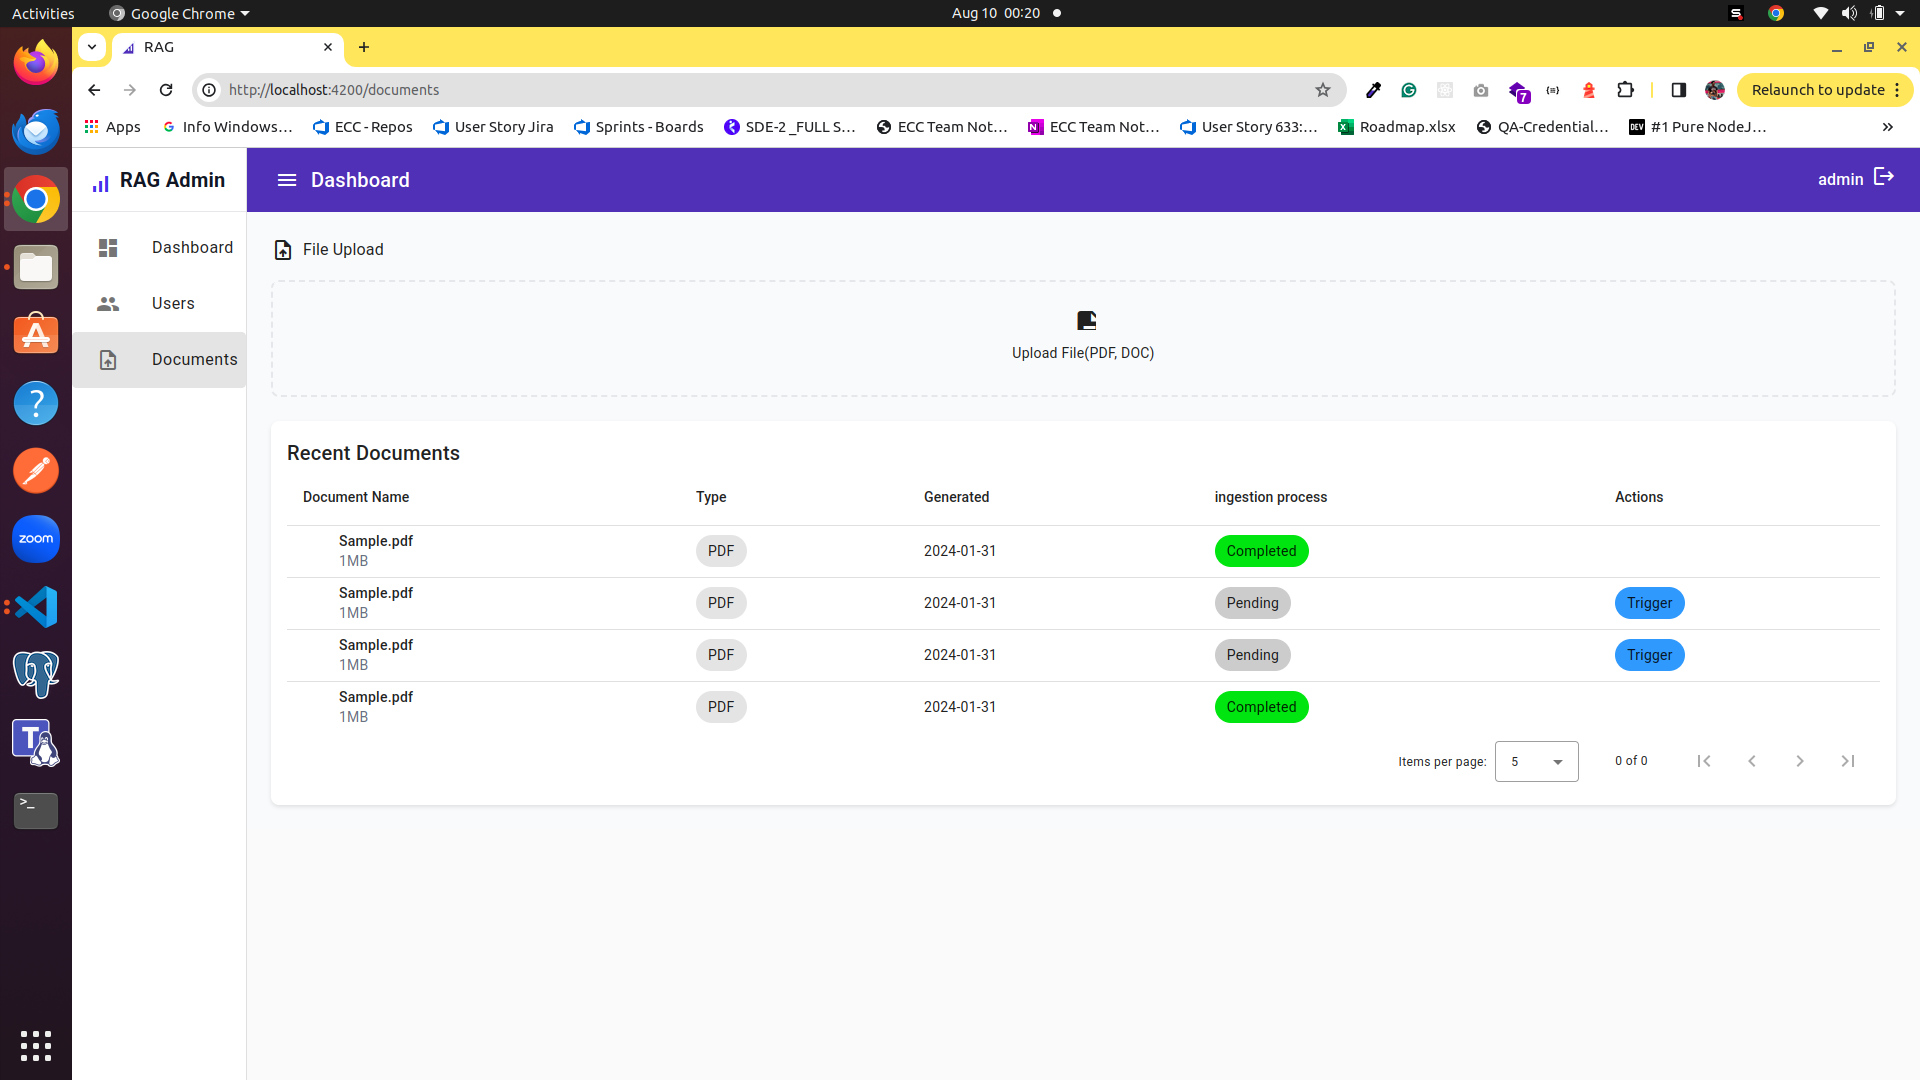 Activities
Google Chrome
Aug 10 00:20
RAG
http://localhost:4200/documents
7
Relaunch to update
Apps
Info Windows...
ECC - Repos
User Story Jira
Sprints - Boards
SDE-2 _FULL S...
ECC Team Not...
ECC Team Not...
User Story 633:...
Roadmap.xlsx
QA-Credential...
DEV
#1 Pure NodeJ...
RAG Admin
Dashboard
admin
Dashboard
Users
Documents
File Upload
Upload File(PDF, DOC)
Recent Documents
Document Name Type Generated ingestion process Actions
Sample.pdf
1MB
PDF 2024-01-31 Completed
Sample.pdf
1MB
PDF 2024-01-31 Pending Trigger
Sample.pdf
1MB
PDF 2024-01-31 Pending Trigger
Sample.pdf
1MB
PDF 2024-01-31 Completed
Items per page: 5 0 of 0
zoom